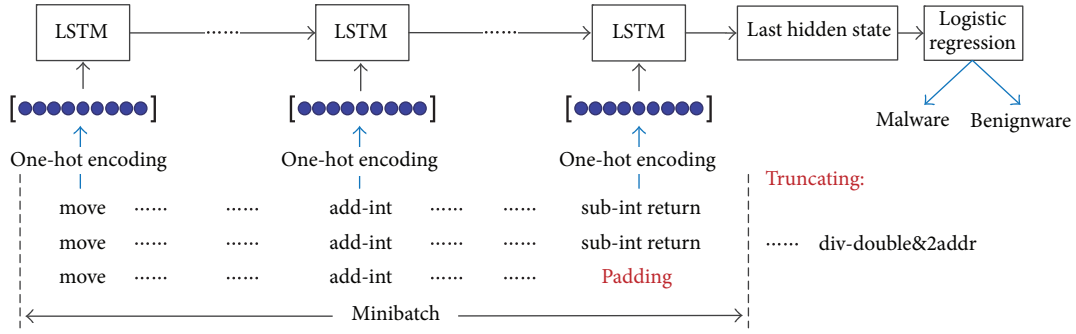 LSTM ...... LSTM ...... LSTM Last hidden state Logistic regression
[ ] [ ] [ ] Malware Benignware
One-hot encoding One-hot encoding One-hot encoding
Truncating:
move ...... ...... add-int ...... ...... sub-int return
move ...... ...... add-int ...... ...... sub-int return ...... div-double&2addr
move ...... ...... add-int ...... ...... Padding
Minibatch